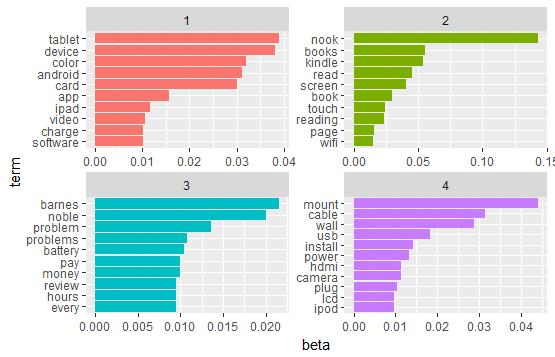 1
tablet
device
color
android
card
app
ipad
video
charge
software
0.00 0.01 0.02 0.03 0.04
2
nook
books
kindle
read
screen
book
touch
reading
page
wifi
0.00 0.05 0.10 0.15
term
3
barnes
noble
problem
problems
battery
pay
money
review
hours
every
0.000 0.005 0.010 0.015 0.020
4
mount
cable
wall
usb
install
power
hdmi
camera
plug
lcd
ipod
0.00 0.01 0.02 0.03 0.04
beta